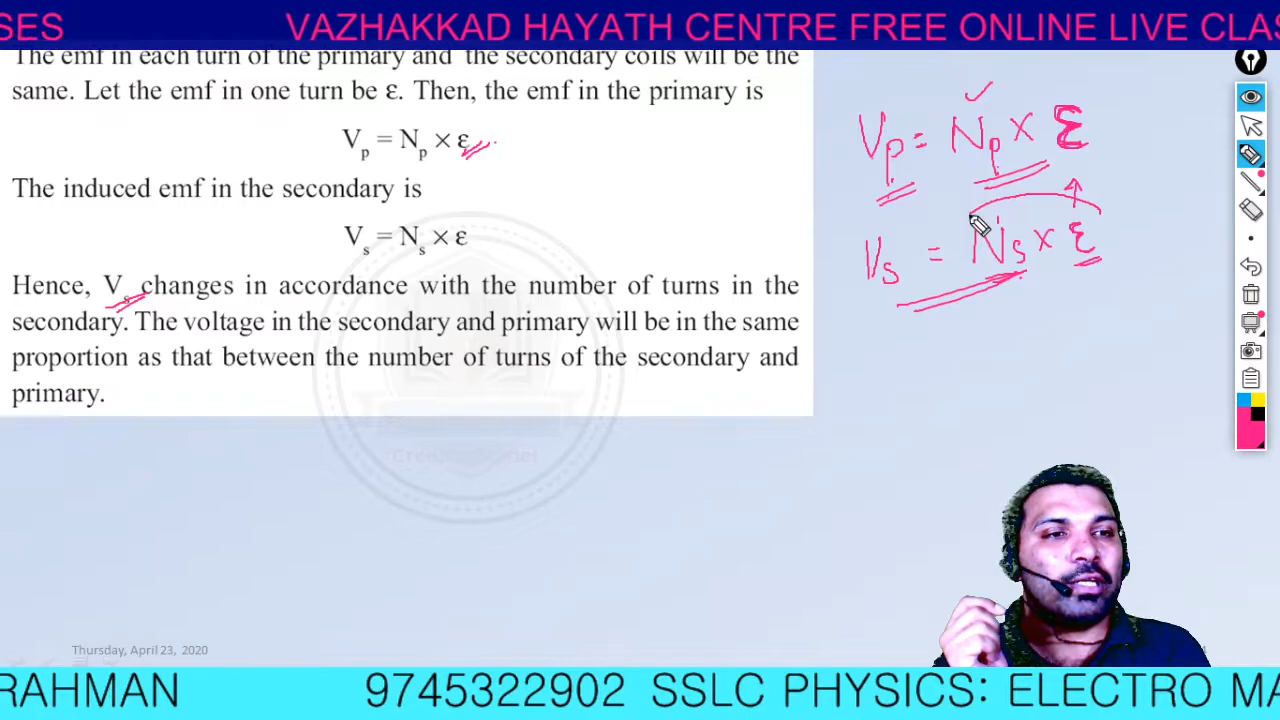 SES VAZHAKKAD HAYATH CENTRE FREE ONLINE LIVE CLAS
The emf in each turn of the primary and the secondary coils will be the
same. Let the emf in one turn be ε. Then, the emf in the primary is
Vp = Np × ε
The induced emf in the secondary is
Vs = Ns × ε
Hence, Vs changes in accordance with the number of turns in the
secondary. The voltage in the secondary and primary will be in the same
proportion as that between the number of turns of the secondary and
primary.
Vp = Np × ε
Vs = Ns × ε
Thursday, April 23, 2020
RAHMAN 9745322902 SSLC PHYSICS: ELECTRO MA